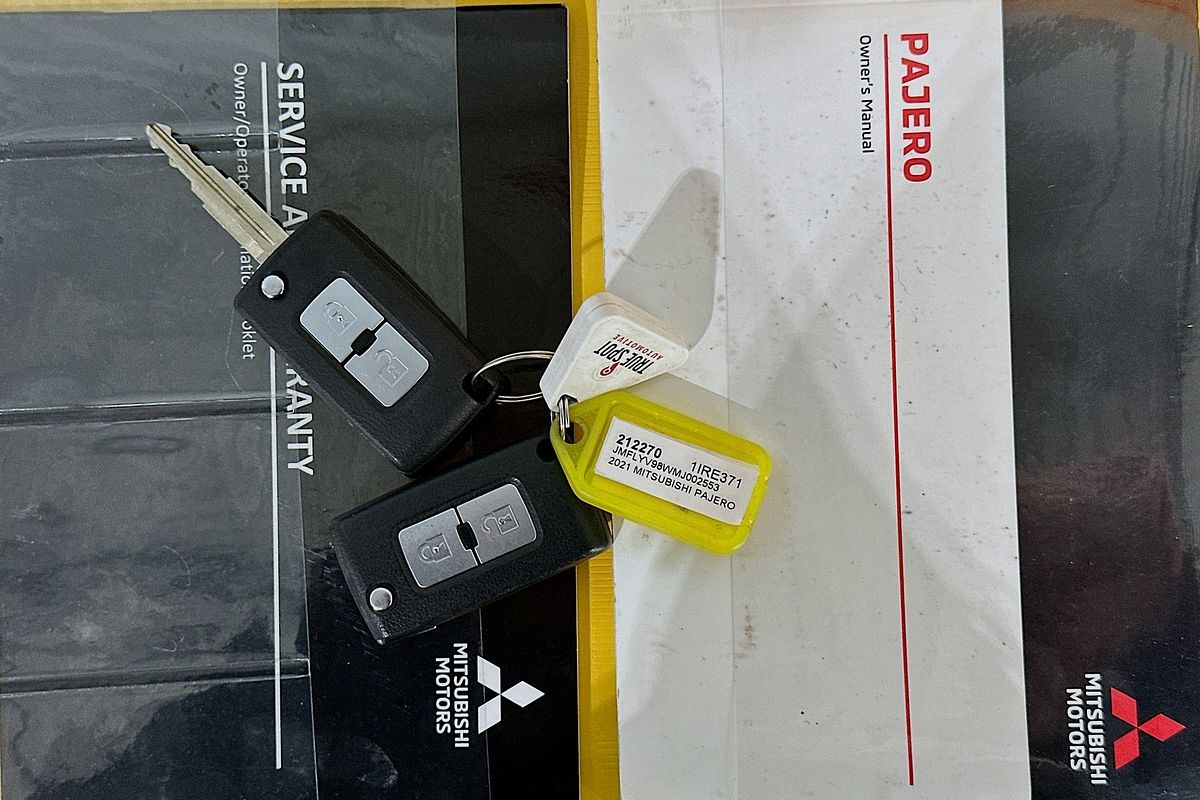 PAJERO
Owner's Manual
MITSUBISHI
MOTORS
SERVICE A RANTY
Owner/Operato oklet
MITSUBISHI
MOTORS
TRUE SPOT
AUTOMOTIVE
212270 1IRE371
JMFLYV98WMJ002553
2021 MITSUBISHI PAJERO